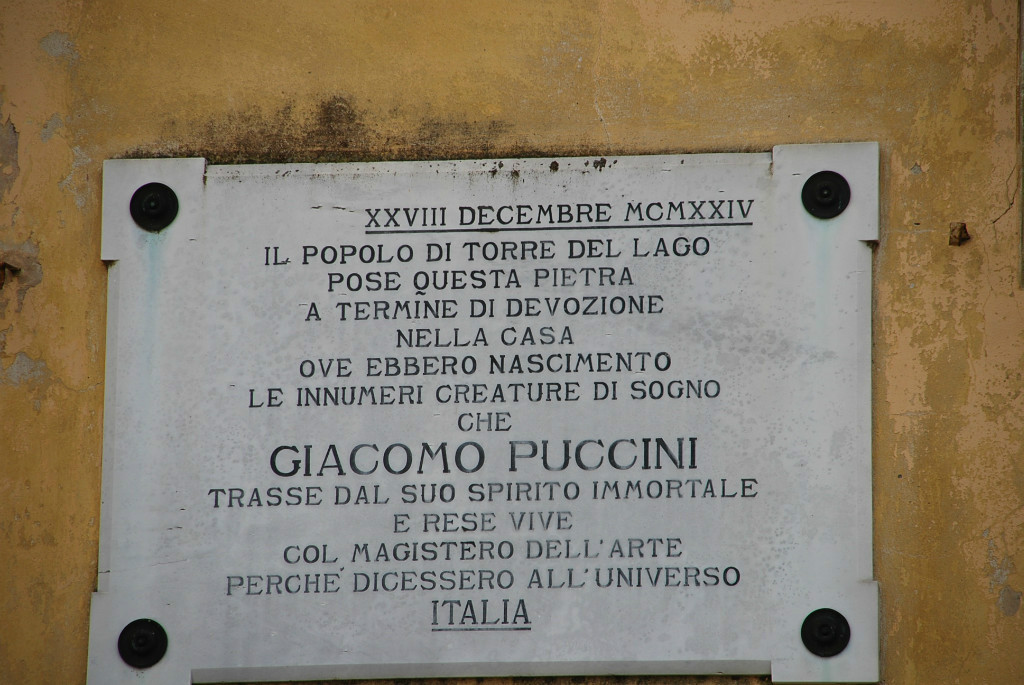 XXVIII DECEMBRE MCMXXIV
IL POPOLO DI TORRE DEL LAGO
POSE QUESTA PIETRA
A TERMINE DI DEVOZIONE
NELLA CASA
OVE EBBERO NASCIMENTO
LE INNUMERI CREATURE DI SOGNO
CHE
GIACOMO PUCCINI
TRASSE DAL SUO SPIRITO IMMORTALE
E RESE VIVE
COL MAGISTERO DELL'ARTE
PERCHE' DICESSERO ALL'UNIVERSO
ITALIA